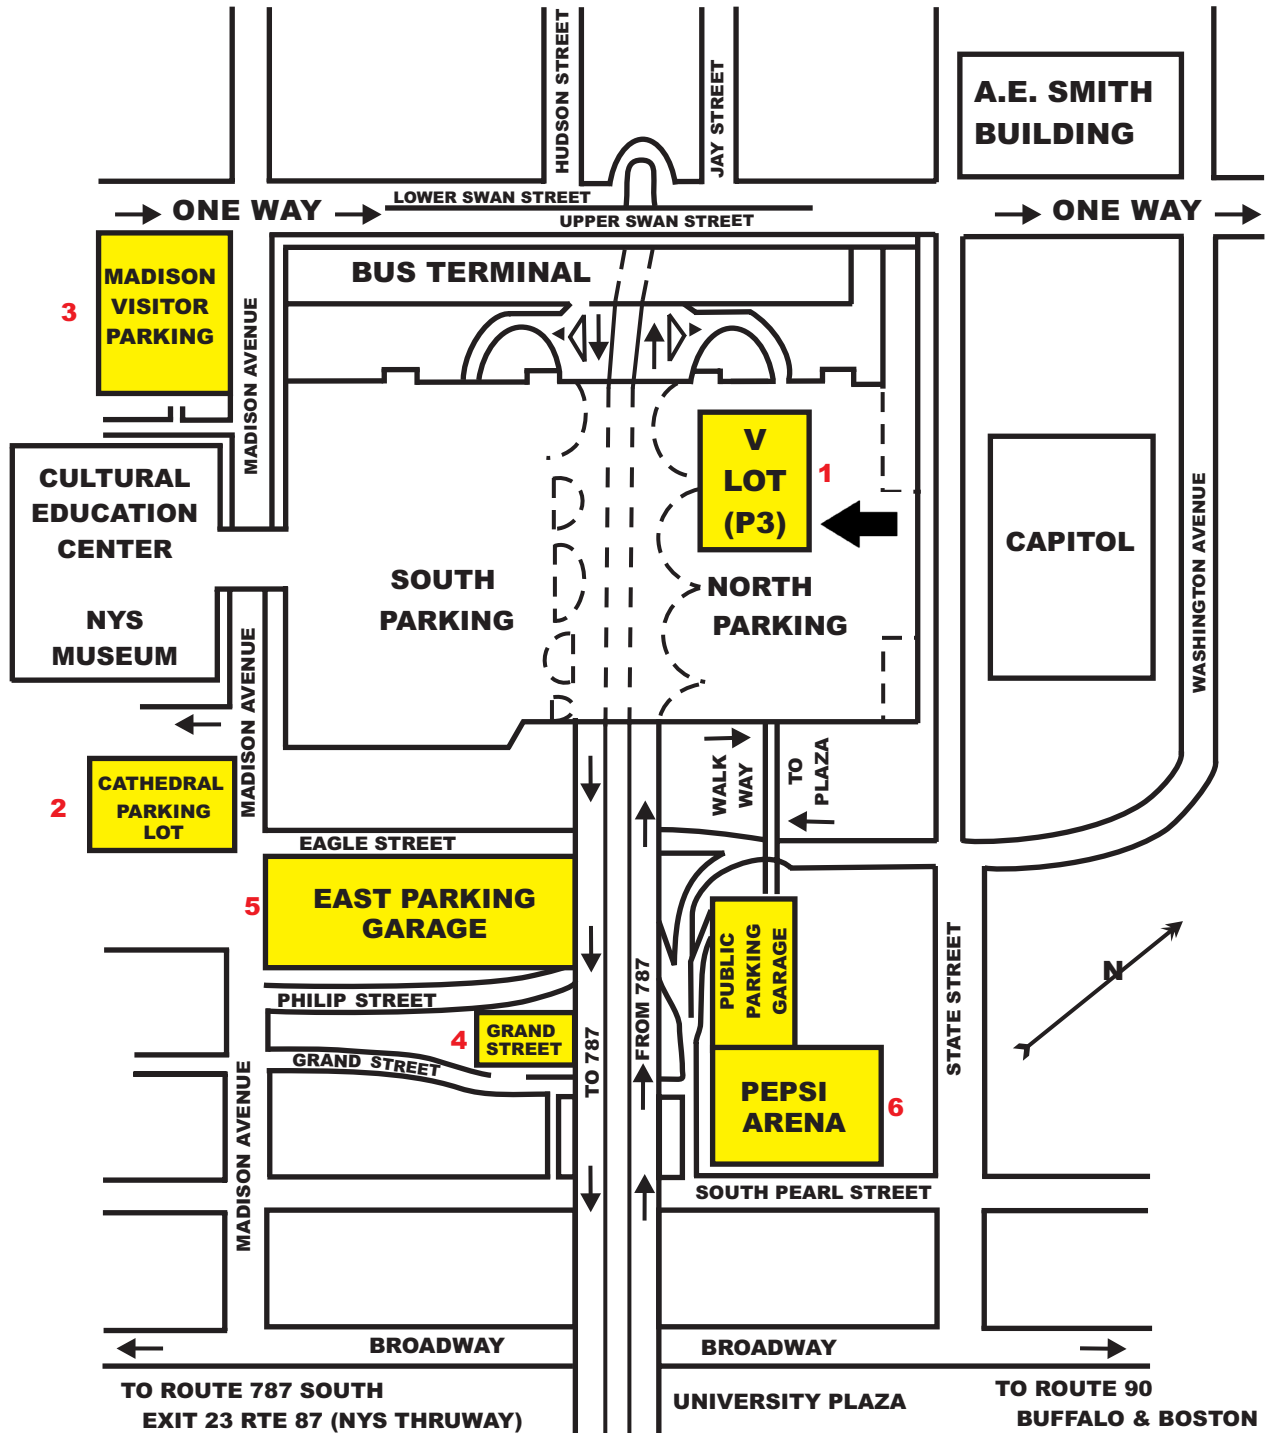 HUDSON STREET
JAY STREET
A.E. SMITH
BUILDING
LOWER SWAN STREET
ONE WAY
UPPER SWAN STREET
ONE WAY
BUS TERMINAL
MADISON
VISITOR
PARKING
3
MADISON AVENUE
V
LOT
(P3)
1
CULTURAL
EDUCATION
CENTER
NYS
MUSEUM
SOUTH
PARKING
NORTH
PARKING
CAPITOL
WASHINGTON AVENUE
MADISON AVENUE
WALK
WAY
TO
PLAZA
CATHEDRAL
PARKING
LOT
2
EAGLE STREET
EAST PARKING
GARAGE
5
PUBLIC
PARKING
GARAGE
STATE STREET
N
PHILIP STREET
FROM 787
TO 787
GRAND
STREET
4
GRAND STREET
MADISON AVENUE
PEPSI
ARENA
6
SOUTH PEARL STREET
BROADWAY
BROADWAY
TO ROUTE 787 SOUTH
EXIT 23 RTE 87 (NYS THRUWAY)
UNIVERSITY PLAZA
TO ROUTE 90
BUFFALO & BOSTON